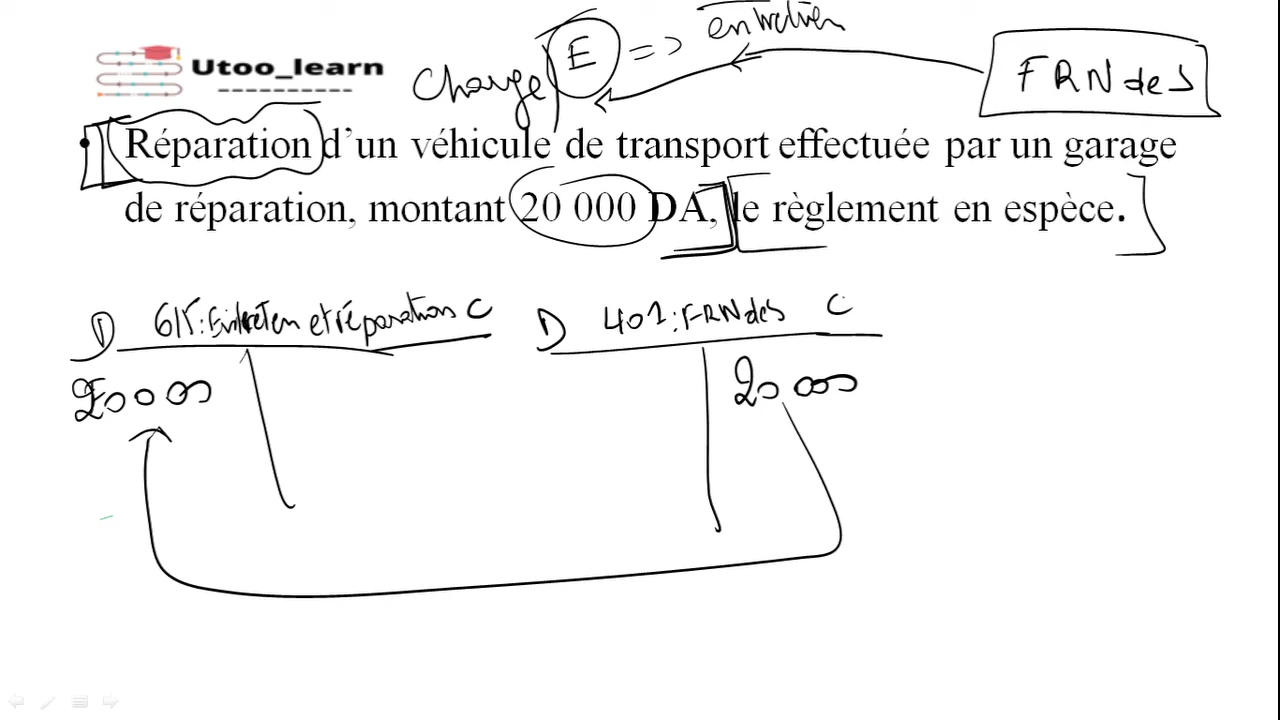 entretien
E =>
Charge
FRN des
Utoo_learn
• Réparation d’un véhicule de transport effectuée par un garage
de réparation, montant 20 000 DA, le règlement en espèce.
D 615: Entretien et réparations C
D 401: FRN des C
20 000
20 000